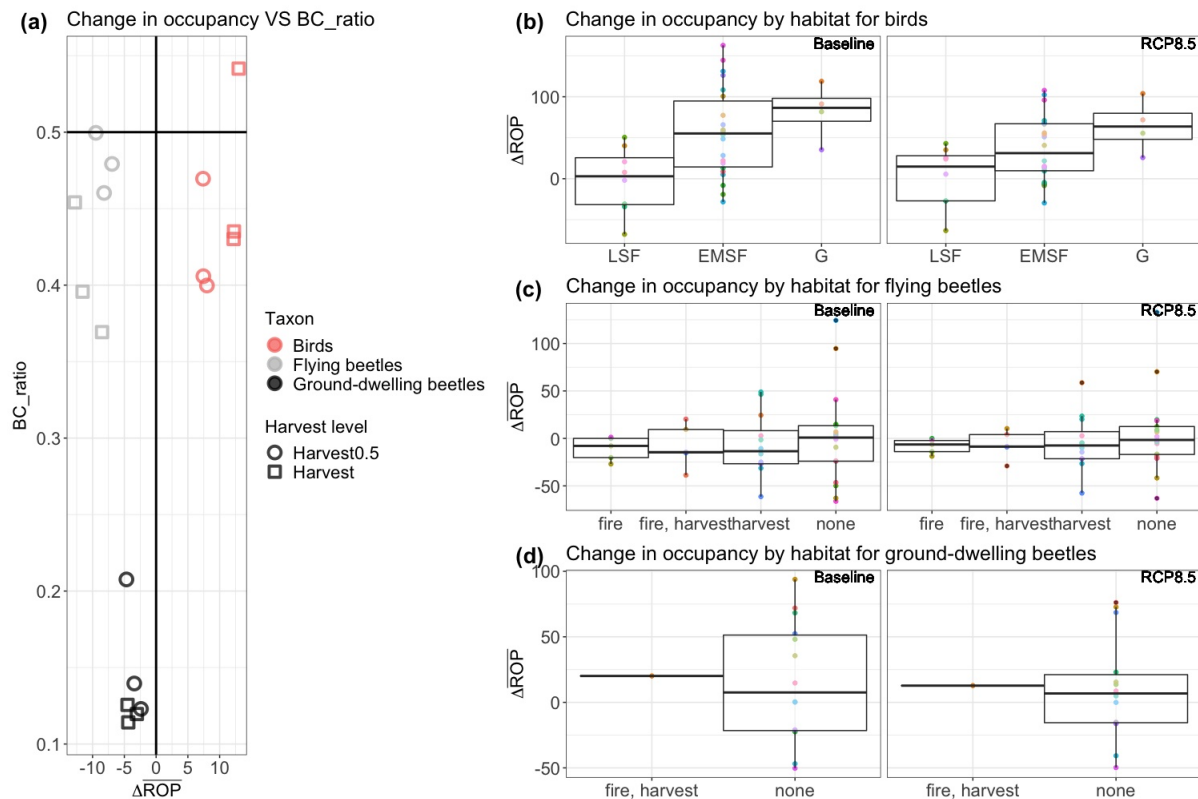 (a) Change in occupancy VS BC_ratio
BC_ratio
0.5
0.4
0.3
0.2
0.1
-10 -5 0 5 10
ΔROP
Taxon
Birds
Flying beetles
Ground-dwelling beetles
Harvest level
Harvest0.5
Harvest
(b) Change in occupancy by habitat for birds
Baseline RCP8.5
ΔROP
100
0
LSF EMSF G LSF EMSF G
(c) Change in occupancy by habitat for flying beetles
Baseline RCP8.5
ΔROP
100
50
0
-50
fire fire, harvest harvest none fire fire, harvest harvest none
(d) Change in occupancy by habitat for ground-dwelling beetles
Baseline RCP8.5
ΔROP
100
50
0
-50
fire, harvest none fire, harvest none